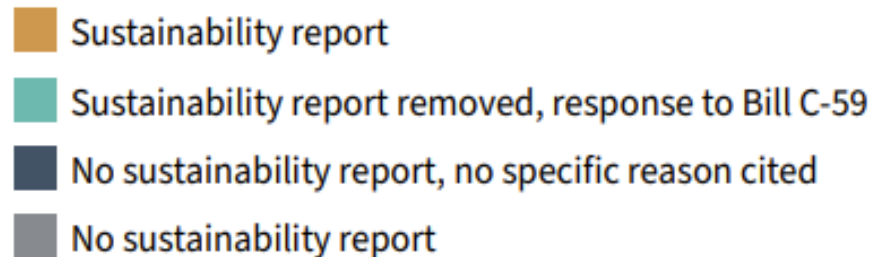 Sustainability report
Sustainability report removed, response to Bill C-59
No sustainability report, no specific reason cited
No sustainability report